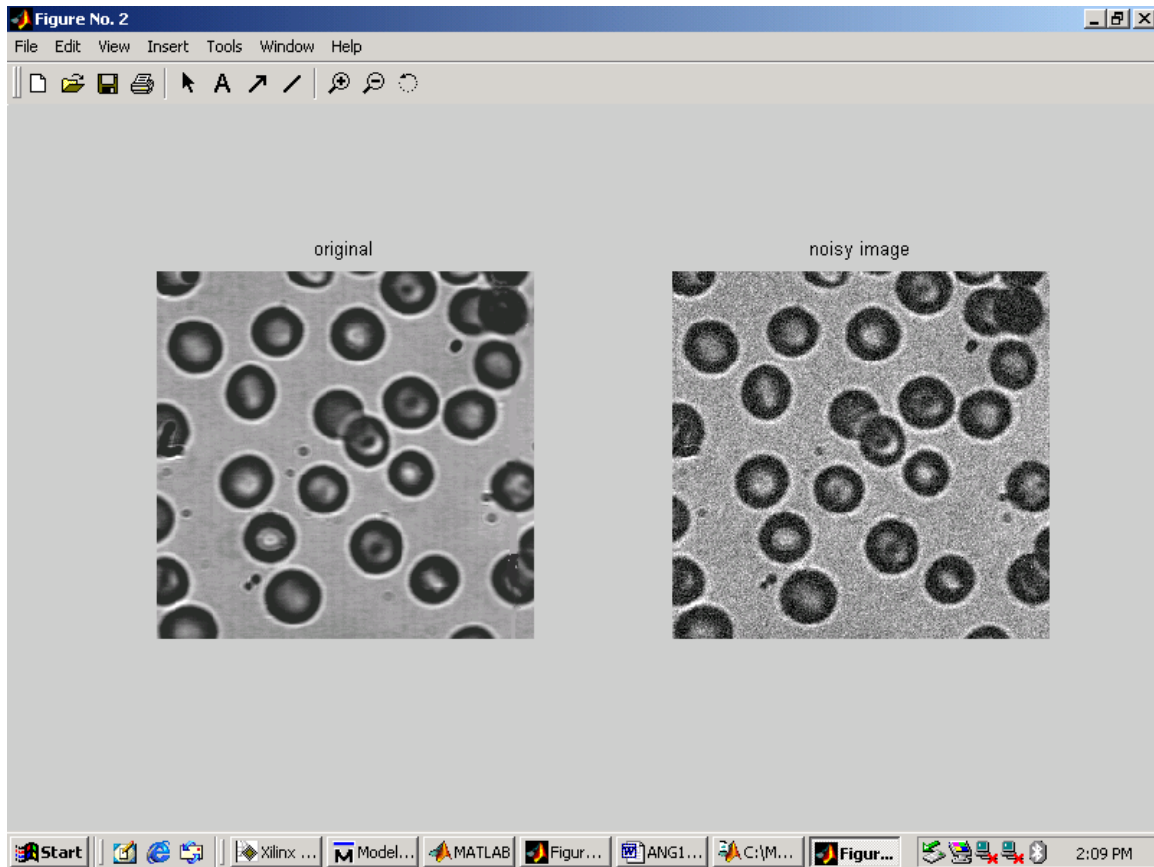 Figure No. 2
File Edit View Insert Tools Window Help
A
original noisy image
Start Xilinx ... Model... MATLAB Figur... ANG1... C:\M... Figur... 2:09 PM